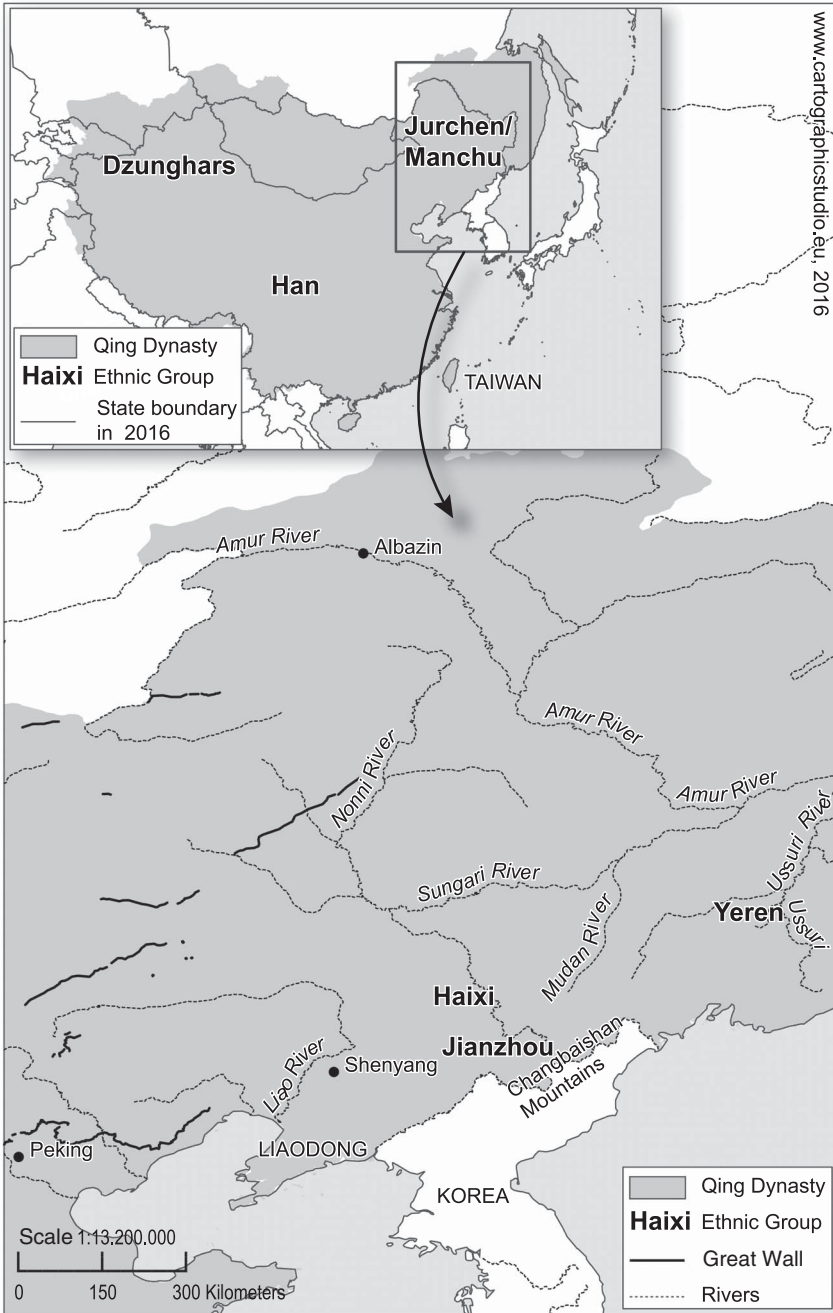 www.cartographicstudio.eu, 2016
Jurchen/
Manchu
Dzunghars
Han
Qing Dynasty
Haixi Ethnic Group
State boundary
in 2016
TAIWAN
Amur River
Albazin
Amur River
Nonni River
Amur River
Ussuri River
Sungari River
Yeren
Ussuri
Mudan River
Haixi
Jianzhou
Changbaishan
Mountains
Shenyang
Liao River
Peking
LIAODONG
KOREA
Qing Dynasty
Haixi Ethnic Group
Great Wall
Rivers
Scale 1:13,200.000
0 150 300 Kilometers